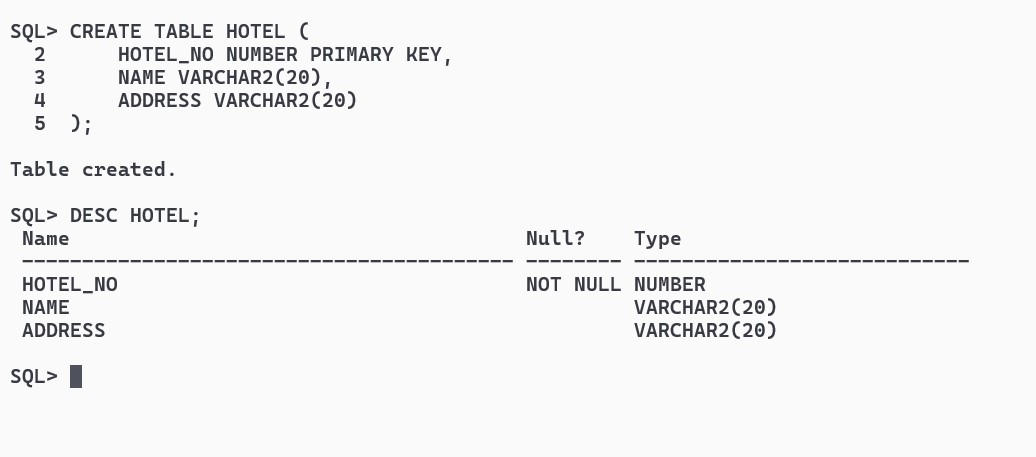 SQL> CREATE TABLE HOTEL (
  2      HOTEL_NO NUMBER PRIMARY KEY,
  3      NAME VARCHAR2(20),
  4      ADDRESS VARCHAR2(20)
  5  );
Table created.
SQL> DESC HOTEL;
 Name                                      Null?    Type
 ----------------------------------------- -------- ----------------------------
 HOTEL_NO                                  NOT NULL NUMBER
 NAME                                               VARCHAR2(20)
 ADDRESS                                            VARCHAR2(20)
SQL>